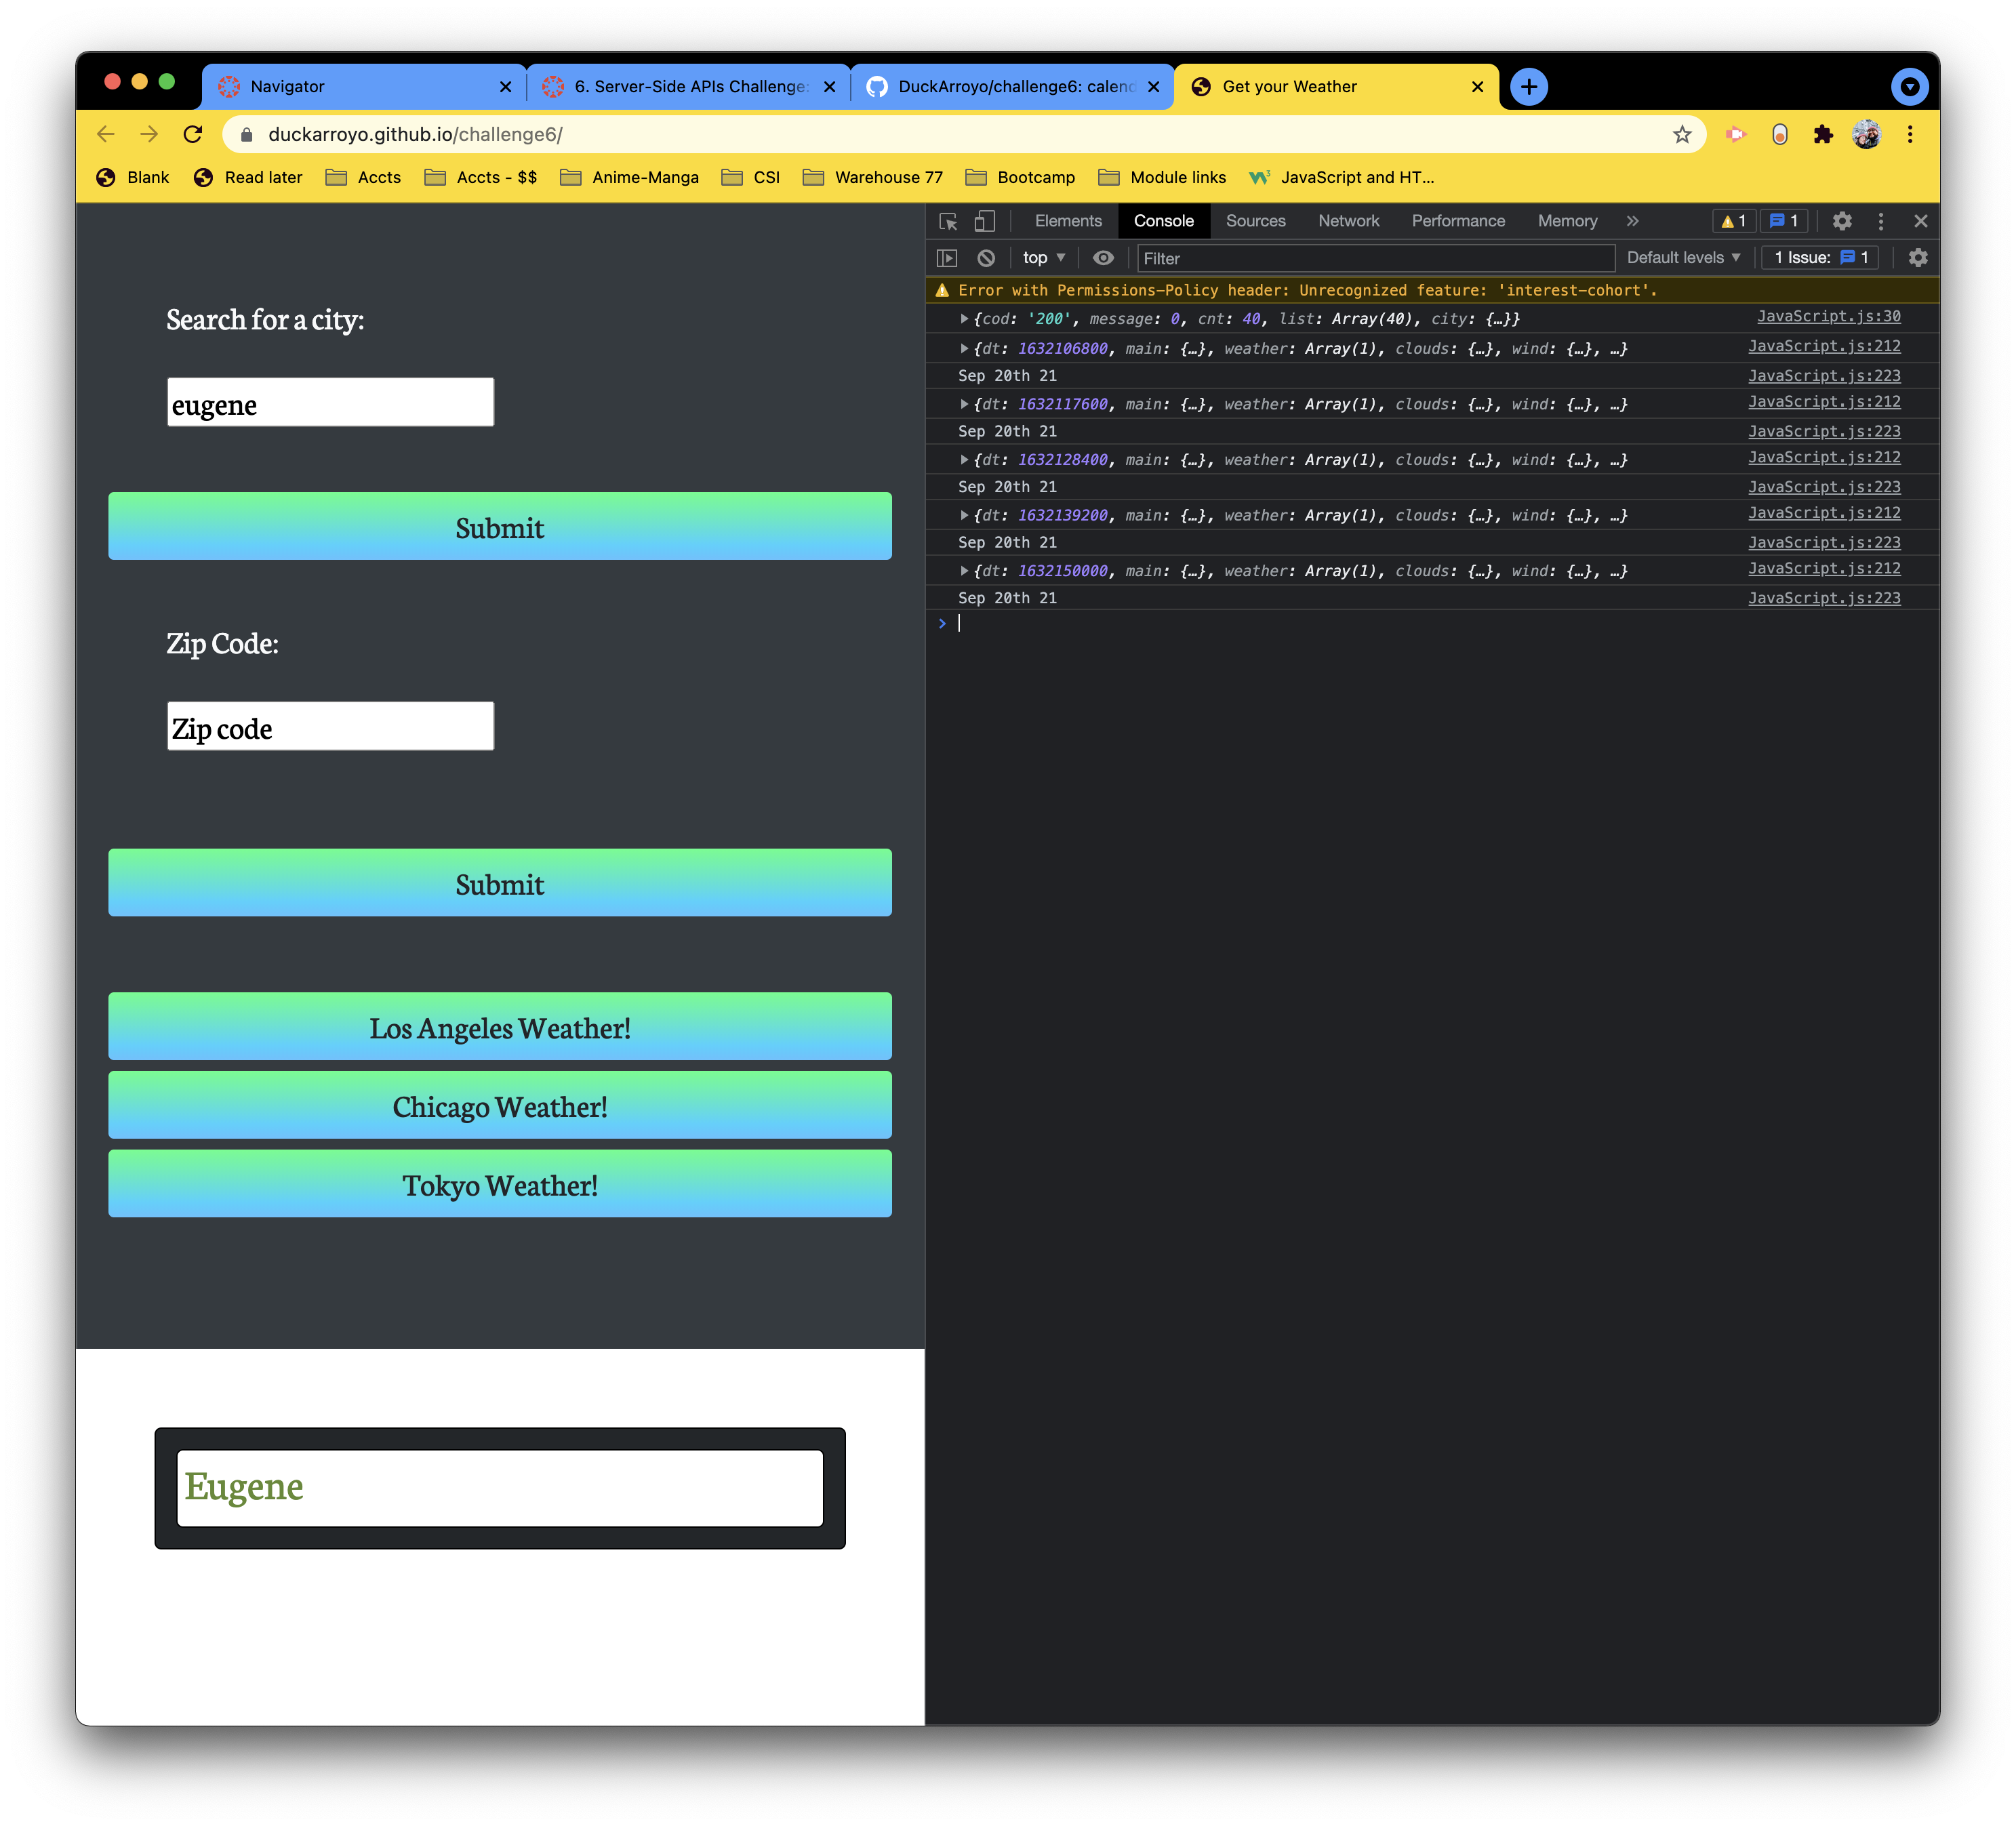 Navigator
6. Server-Side APIs Challenge:
DuckArroyo/challenge6: calend
Get your Weather
duckarroyo.github.io/challenge6/
Blank Read later Accts Accts - $$ Anime-Manga CSI Warehouse 77 Bootcamp Module links JavaScript and HT...
Search for a city:
eugene
Submit
Zip Code:
Zip code
Submit
Los Angeles Weather!
Chicago Weather!
Tokyo Weather!
Eugene
Elements Console Sources Network Performance Memory » 1 1
top Filter Default levels 1 Issue: 1
Error with Permissions-Policy header: Unrecognized feature: 'interest-cohort'.
{cod: '200', message: 0, cnt: 40, list: Array(40), city: {…}} JavaScript.js:30
{dt: 1632106800, main: {…}, weather: Array(1), clouds: {…}, wind: {…}, …} JavaScript.js:212
Sep 20th 21 JavaScript.js:223
{dt: 1632117600, main: {…}, weather: Array(1), clouds: {…}, wind: {…}, …} JavaScript.js:212
Sep 20th 21 JavaScript.js:223
{dt: 1632128400, main: {…}, weather: Array(1), clouds: {…}, wind: {…}, …} JavaScript.js:212
Sep 20th 21 JavaScript.js:223
{dt: 1632139200, main: {…}, weather: Array(1), clouds: {…}, wind: {…}, …} JavaScript.js:212
Sep 20th 21 JavaScript.js:223
{dt: 1632150000, main: {…}, weather: Array(1), clouds: {…}, wind: {…}, …} JavaScript.js:212
Sep 20th 21 JavaScript.js:223